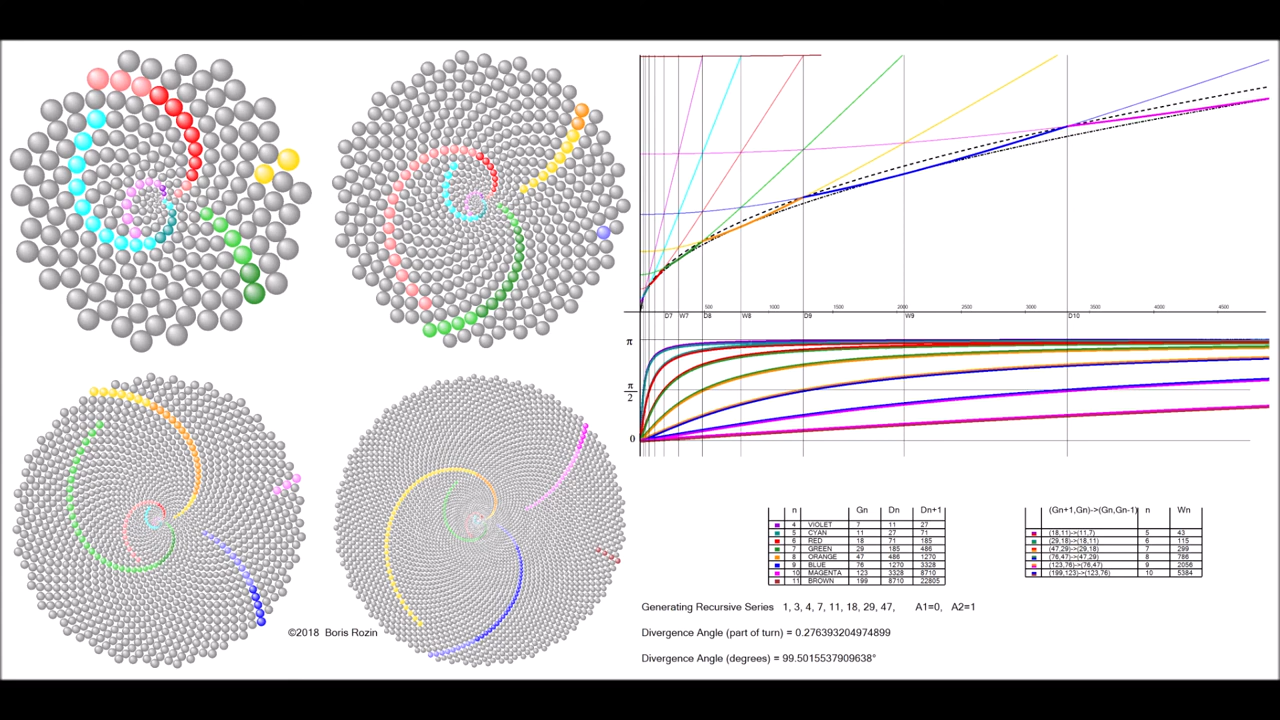 500 1000 1500 2000 2500 3000 3500 4000 4500
D7 W7 D8 W8 D9 W9 D10
π
π
2
0
n Gn Dn Dn+1
4 VIOLET 7 11 27
5 CYAN 11 27 71
6 RED 18 71 185
7 GREEN 29 185 486
8 ORANGE 47 486 1270
9 BLUE 76 1270 3328
10 MAGENTA 123 3328 8710
11 BROWN 199 8710 22805
(Gn+1,Gn)->(Gn,Gn-1) n Wn
(18,11)->(11,7) 5 43
(29,18)->(18,11) 6 115
(47,29)->(29,18) 7 299
(76,47)->(47,29) 8 786
(123,76)->(76,47) 9 2056
(199,123)->(123,76) 10 5384
Generating Recursive Series 1, 3, 4, 7, 11, 18, 29, 47, A1=0, A2=1
©2018 Boris Rozin
Divergence Angle (part of turn) = 0.276393204974899
Divergence Angle (degrees) = 99.5015537909638°